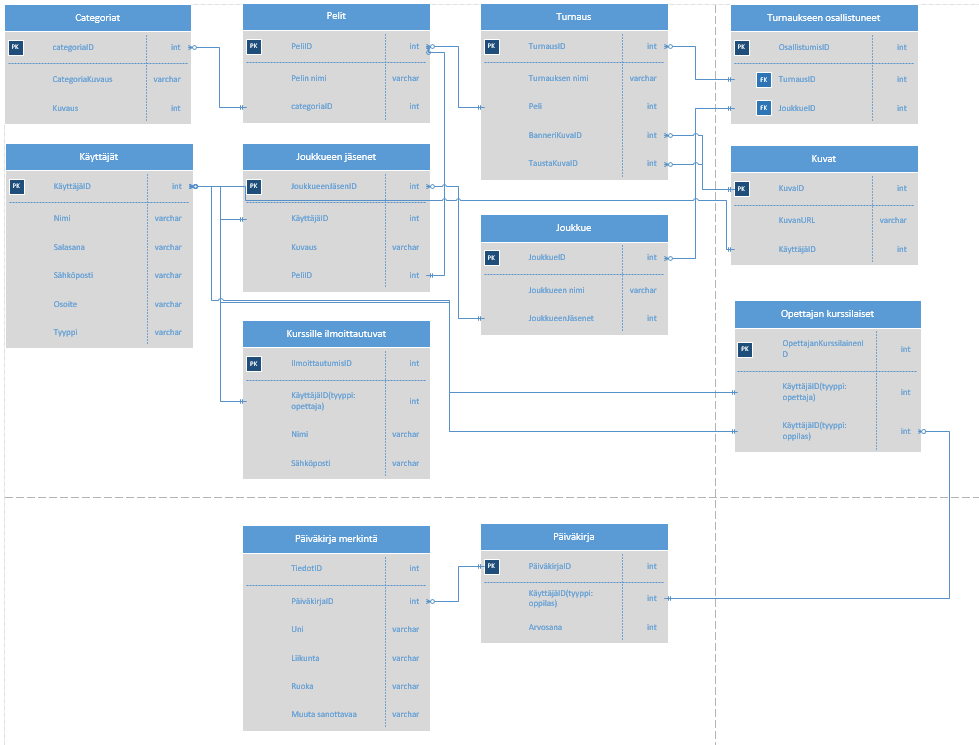 Categoriat
PK categoriaID int
CategoriaKuvaus varchar
Kuvaus int
Pelit
PK PeliID int
Pelin nimi varchar
categoriaID int
Turnaus
PK TurnausID int
Turnauksen nimi varchar
Peli int
BanneriKuvaID int
TaustaKuvaID int
Turnaukseen osallistuneet
PK OsallistumisID int
FK TurnausID int
FK JoukkueID int
Käyttäjät
PK KäyttäjäID int
Nimi varchar
Salasana varchar
Sähköposti varchar
Osoite varchar
Tyyppi varchar
Joukkueen jäsenet
PK JoukkueenJäsenID int
KäyttäjäID int
Kuvaus int
PeliID int
Joukkue
PK JoukkueID int
Joukkueen nimi varchar
JoukkueenJäsenet int
Kuvat
PK KuvaID int
KuvanURL varchar
KäyttäjäID int
Kurssille ilmoittautuvat
PK IlmoittautumisID int
KäyttäjäID(tyyppi:
opettaja) int
Nimi varchar
Sähköposti varchar
Opettajan kurssilaiset
PK OpettajanKurssilainenI
D int
KäyttäjäID(tyyppi:
opettaja) int
KäyttäjäID(tyyppi:
oppilas) int
Päiväkirja merkintä
TiedotID int
PäiväkirjaID int
Uni varchar
Liikunta varchar
Ruoka varchar
Muuta sanottavaa varchar
Päiväkirja
PK PäiväkirjaID int
KäyttäjäID(tyyppi:
oppilas) int
Arvosana int